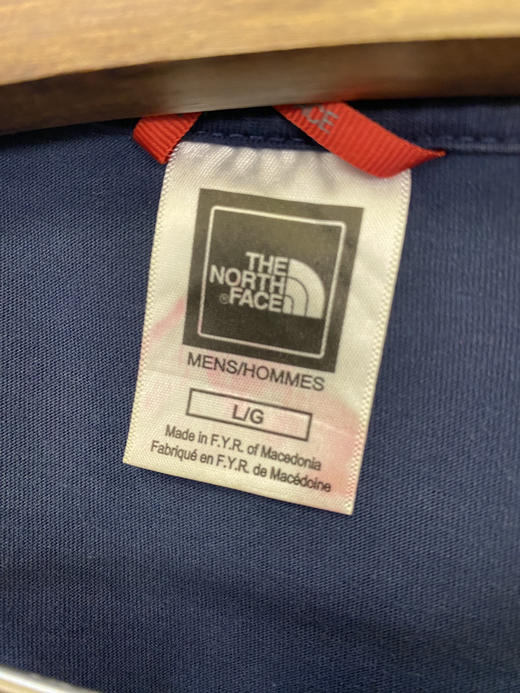 THE
NORTH
®FACE
MENS/HOMMES
L/G
Made in F.Y.R. of Macedonia
Fabriqué en F.Y.R. de Macédoine